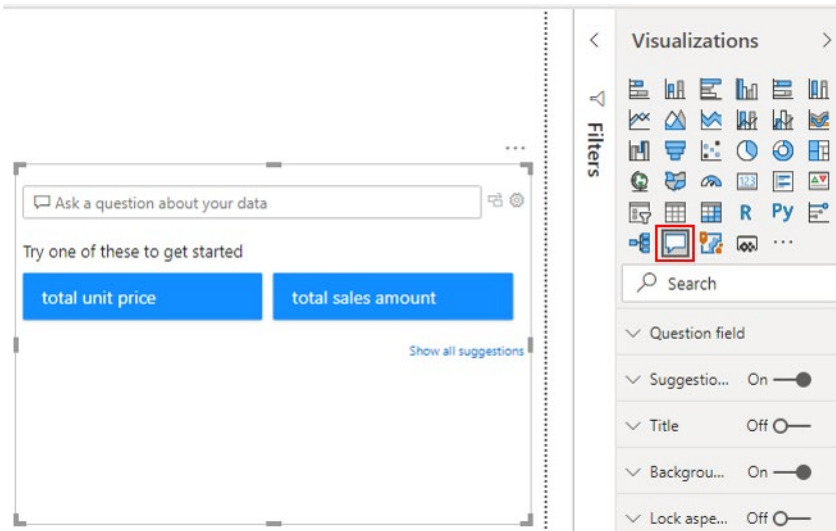 Ask a question about your data
Try one of these to get started
total unit price
total sales amount
Show all suggestions
Filters
Visualizations
123
R
Py
...
Search
Question field
Suggestio... On
Title Off
Backgrou... On
Lock aspe... Off